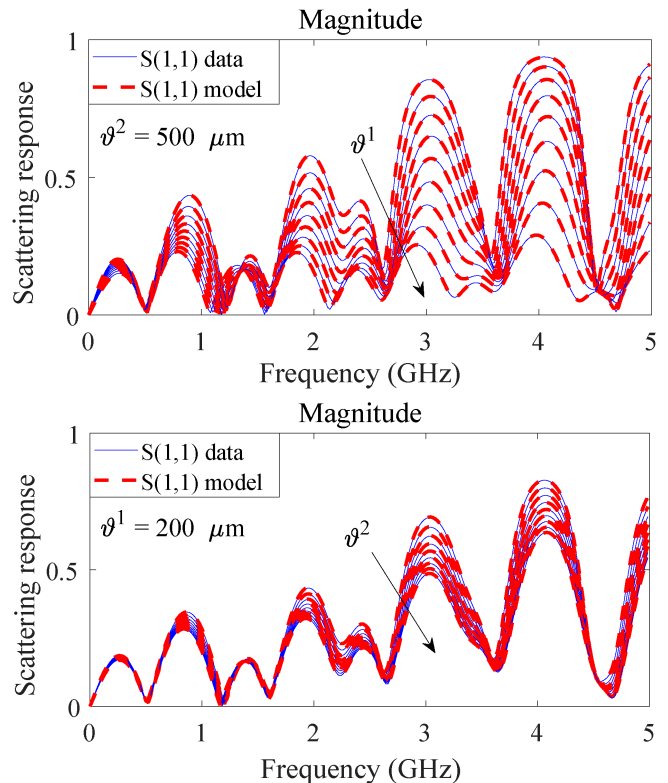 Magnitude
1
S(1,1) data
S(1,1) model
ϑ² = 500 μm
ϑ¹
0.5
Scattering response
0
0 1 2 3 4 5
Frequency (GHz)
Magnitude
1
S(1,1) data
S(1,1) model
ϑ¹ = 200 μm
ϑ²
0.5
Scattering response
0
0 1 2 3 4 5
Frequency (GHz)